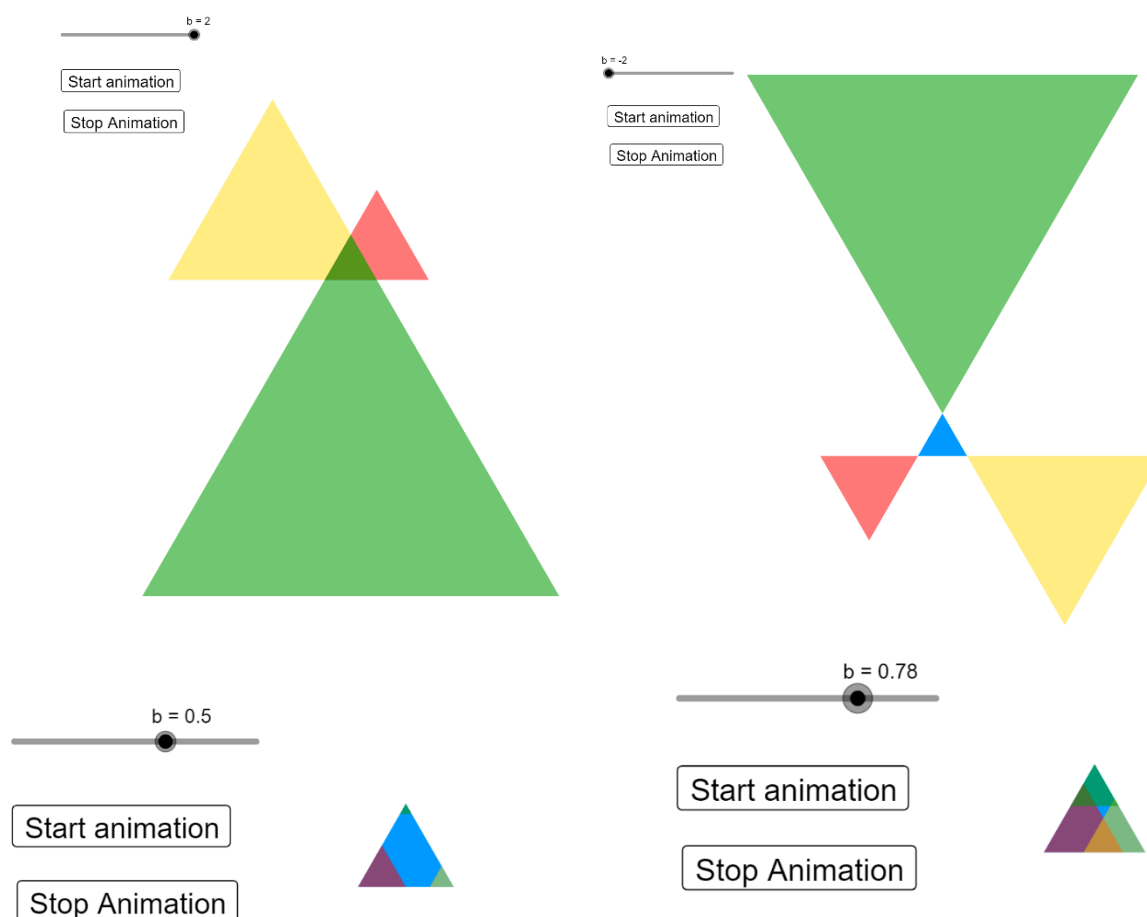 b = 2
Start animation
Stop Animation
b = -2
Start animation
Stop Animation
b = 0.5
Start animation
Stop Animation
b = 0.78
Start animation
Stop Animation